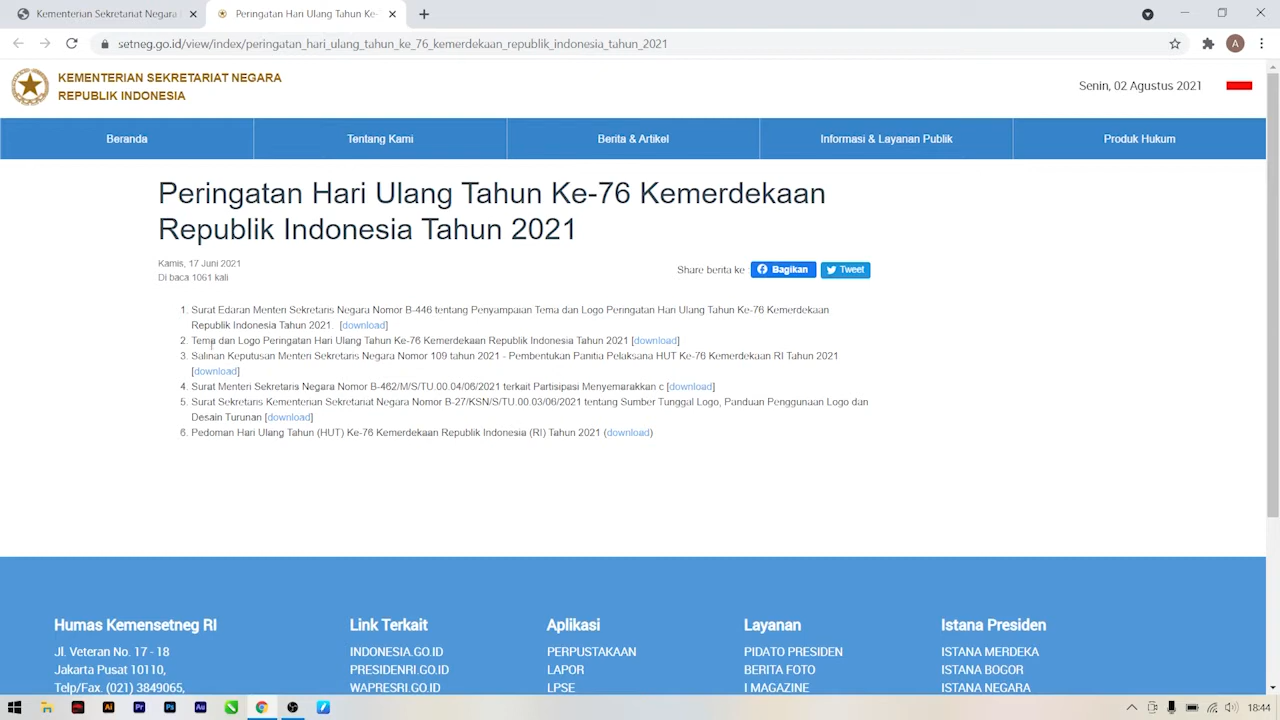 Kementerian Sekretariat Negara
Peringatan Hari Ulang Tahun Ke-
setneg.go.id/view/index/peringatan_hari_ulang_tahun_ke_76_kemerdekaan_republik_indonesia_tahun_2021
A
KEMENTERIAN SEKRETARIAT NEGARA
REPUBLIK INDONESIA
Senin, 02 Agustus 2021
Beranda
Tentang Kami
Berita & Artikel
Informasi & Layanan Publik
Produk Hukum
Peringatan Hari Ulang Tahun Ke-76 Kemerdekaan
Republik Indonesia Tahun 2021
Kamis, 17 Juni 2021
Di baca 1061 kali
Share berita ke
Bagikan
Tweet
1. Surat Edaran Menteri Sekretaris Negara Nomor B-446 tentang Penyampaian Tema dan Logo Peringatan Hari Ulang Tahun Ke-76 Kemerdekaan
Republik Indonesia Tahun 2021. [download]
2. Tema dan Logo Peringatan Hari Ulang Tahun Ke-76 Kemerdekaan Republik Indonesia Tahun 2021 [download]
3. Salinan Keputusan Menteri Sekretaris Negara Nomor 109 tahun 2021 - Pembentukan Panitia Pelaksana HUT Ke-76 Kemerdekaan RI Tahun 2021
[download]
4. Surat Menteri Sekretaris Negara Nomor B-462/M/S/TU.00.04/06/2021 terkait Partisipasi Menyemarakkan c [download]
5. Surat Sekretaris Kementerian Sekretariat Negara Nomor B-27/KSN/S/TU.00.03/06/2021 tentang Sumber Tunggal Logo, Panduan Penggunaan Logo dan
Desain Turunan [download]
6. Pedoman Hari Ulang Tahun (HUT) Ke-76 Kemerdekaan Republik Indonesia (RI) Tahun 2021 (download)
Humas Kemensetneg RI
Jl. Veteran No. 17 - 18
Jakarta Pusat 10110,
Telp/Fax. (021) 3849065,
Link Terkait
INDONESIA.GO.ID
PRESIDENRI.GO.ID
WAPRESRI.GO.ID
Aplikasi
PERPUSTAKAAN
LAPOR
LPSE
Layanan
PIDATO PRESIDEN
BERITA FOTO
I MAGAZINE
Istana Presiden
ISTANA MERDEKA
ISTANA BOGOR
ISTANA NEGARA
Ai
Pr
Ps
Au
18:44